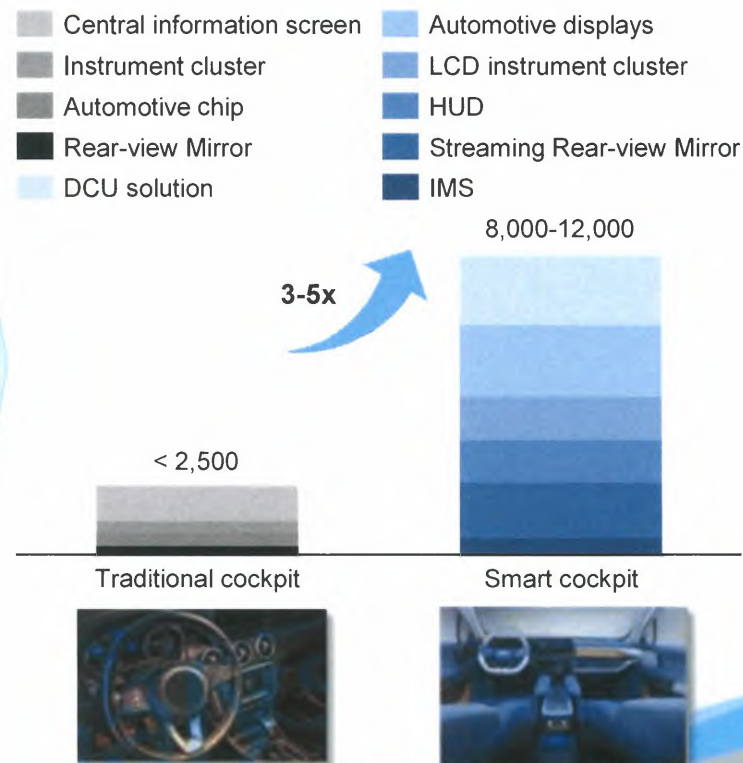 Central information screen
Instrument cluster
Automotive chip
Rear-view Mirror
DCU solution
Automotive displays
LCD instrument cluster
HUD
Streaming Rear-view Mirror
IMS
8,000-12,000
3-5x
< 2,500
Traditional cockpit
Smart cockpit